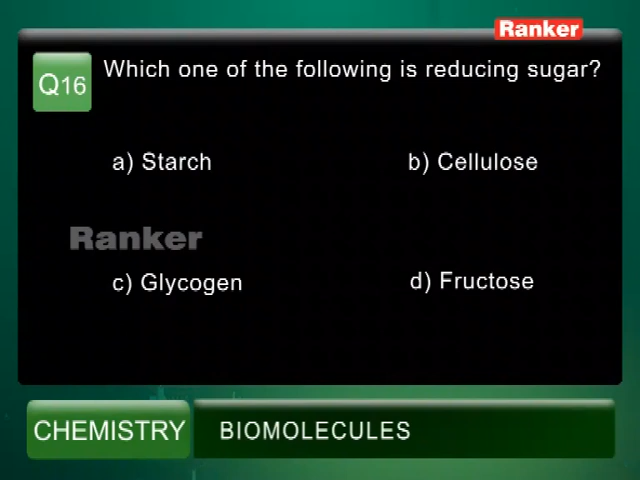 Ranker
Q16 Which one of the following is reducing sugar?
a) Starch b) Cellulose
Ranker
c) Glycogen d) Fructose
CHEMISTRY BIOMOLECULES